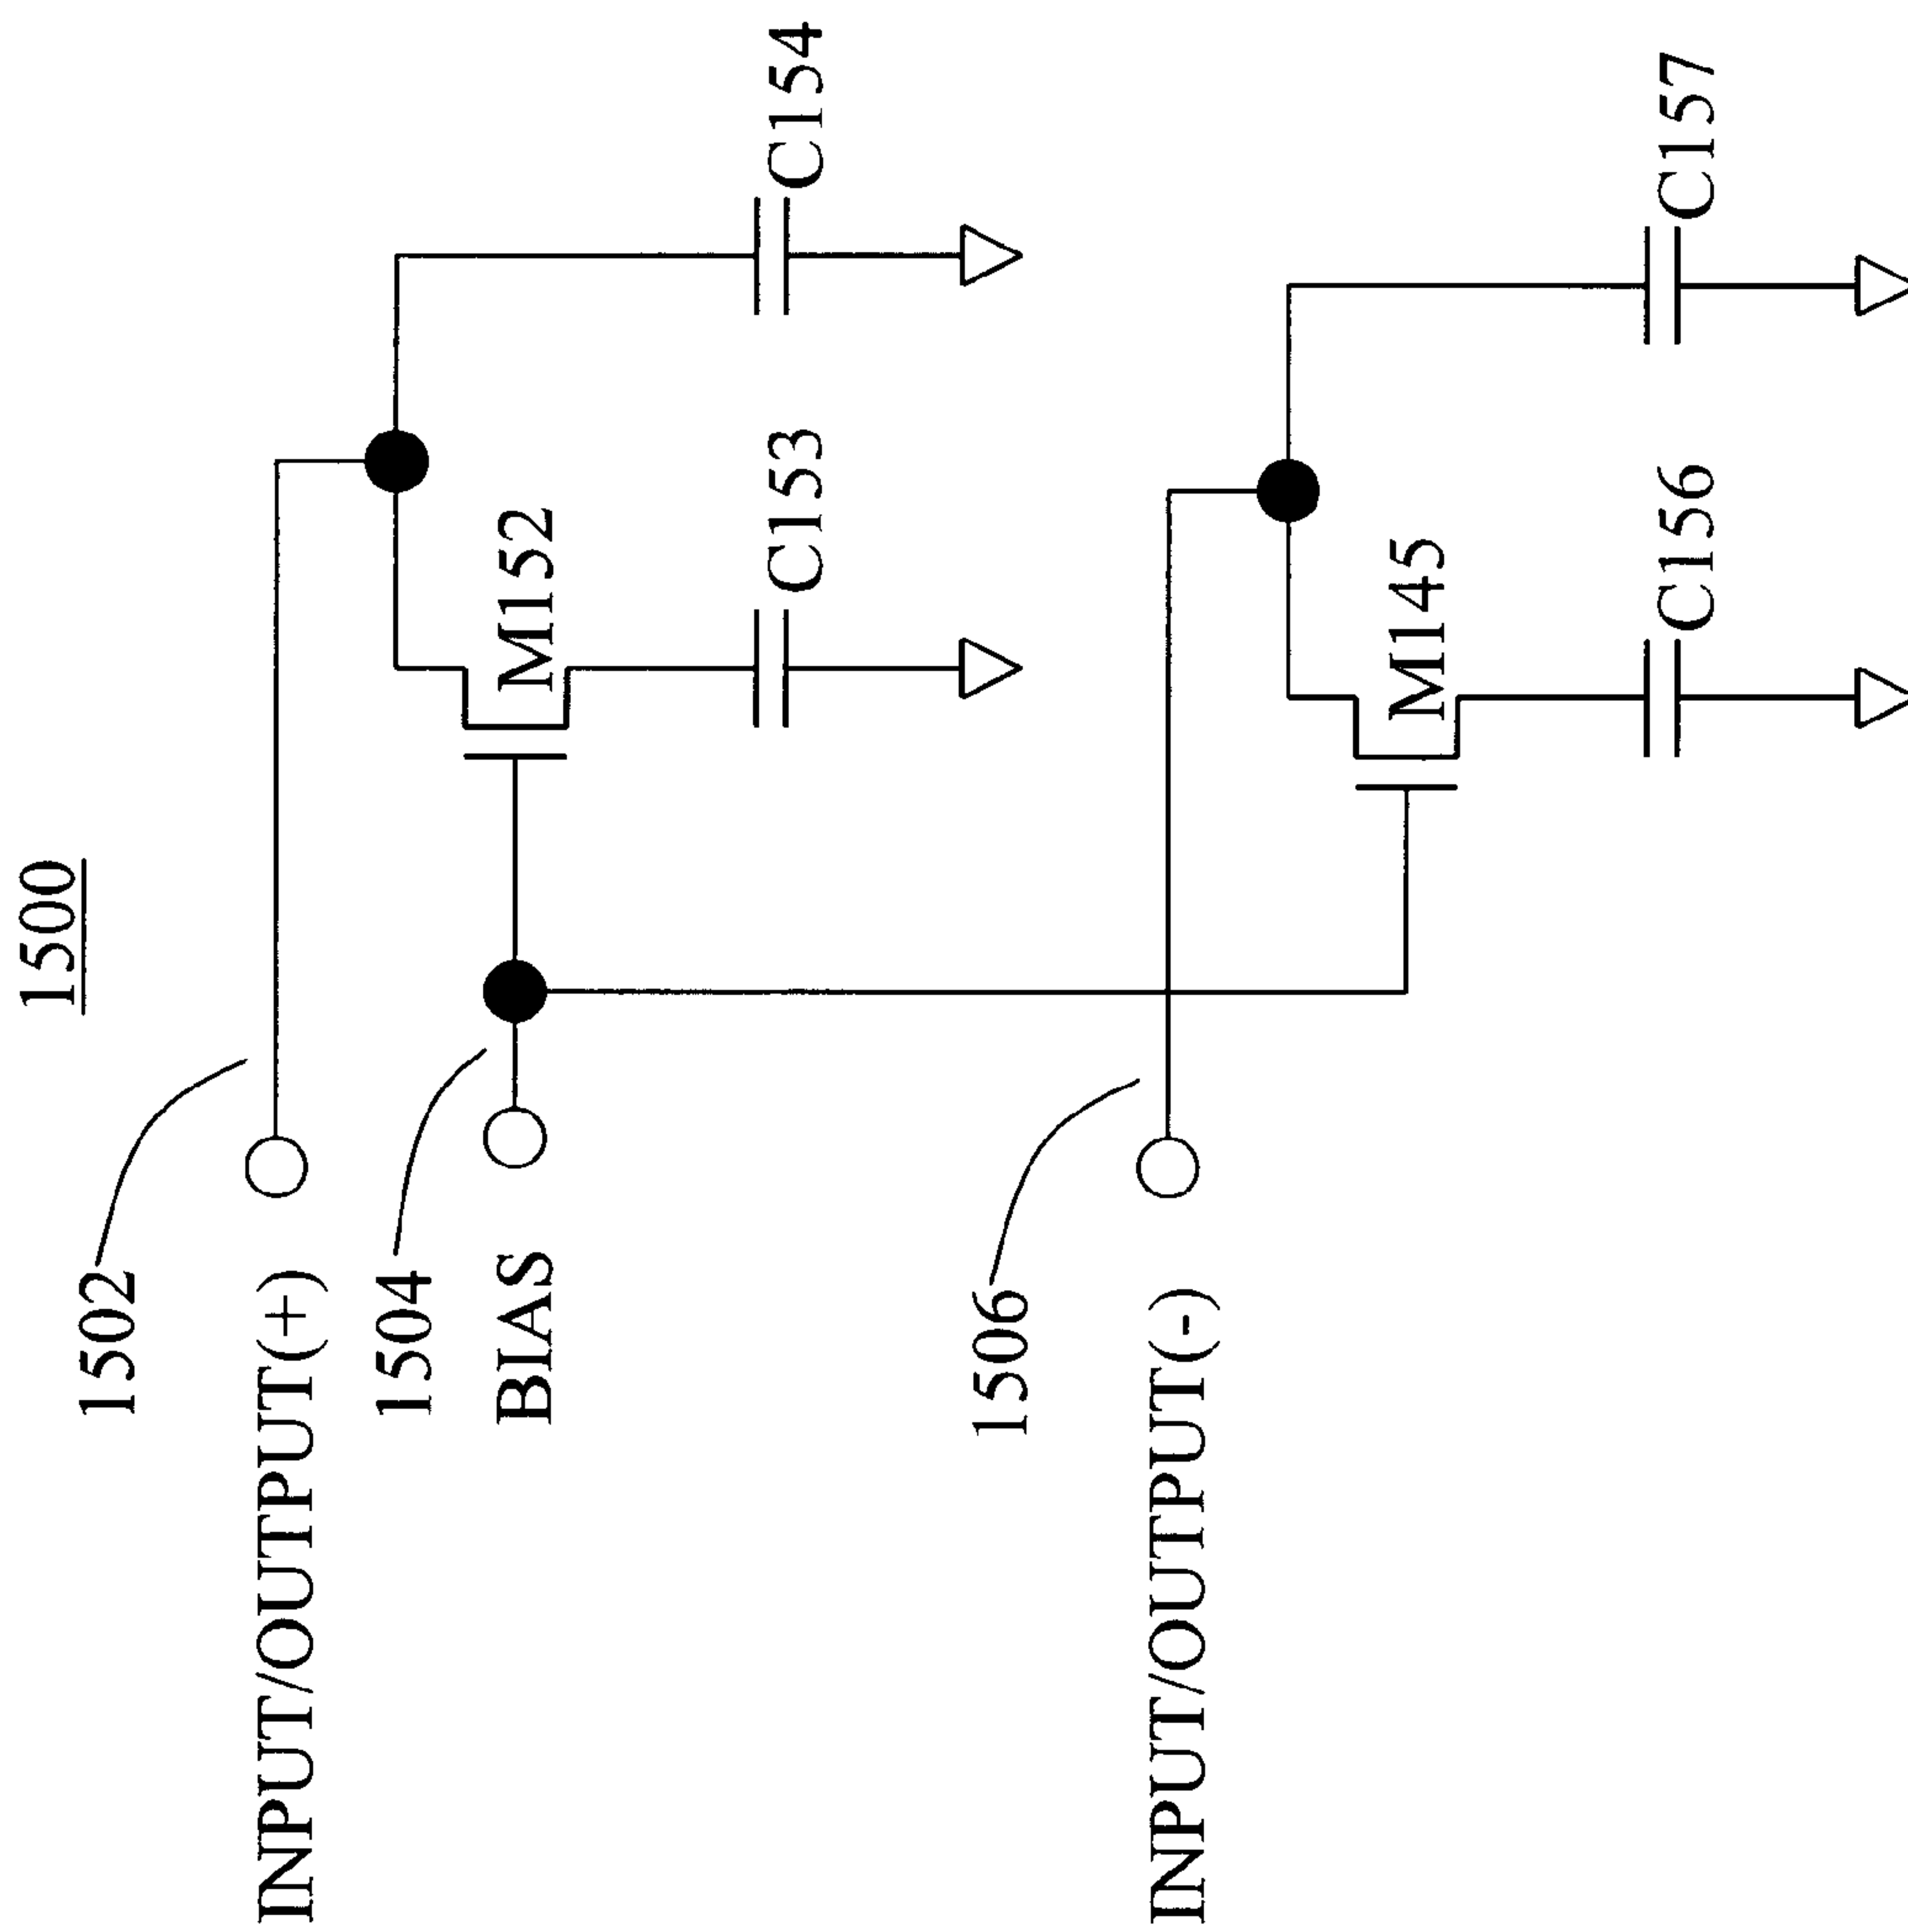 1500
1502
INPUT/OUTPUT(+)
1504
BIAS
M152
C153
C154
1506
INPUT/OUTPUT(-)
M145
C156
C157